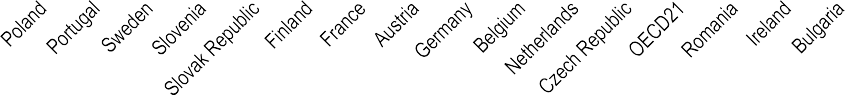 Poland
Portugal
Sweden
Slovenia
Slovak Republic
Finland
France
Austria
Germany
Belgium
Netherlands
Czech Republic
OECD21
Romania
Ireland
Bulgaria